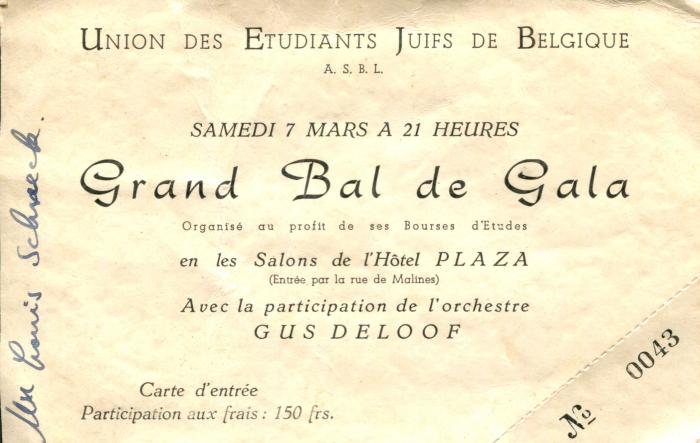 UNION DES ETUDIANTS JUIFS DE BELGIQUE
A. S. B. L.
SAMEDI 7 MARS A 21 HEURES
Grand Bal de Gala
Organisé au profit de ses Bourses d'Etudes
en les Salons de l'Hôtel PLAZA
(Entrée par la rue de Malines)
Avec la participation de l'orchestre
GUS DELOOF
Carte d'entrée
Participation aux frais : 150 frs.
№ 0043
Louis